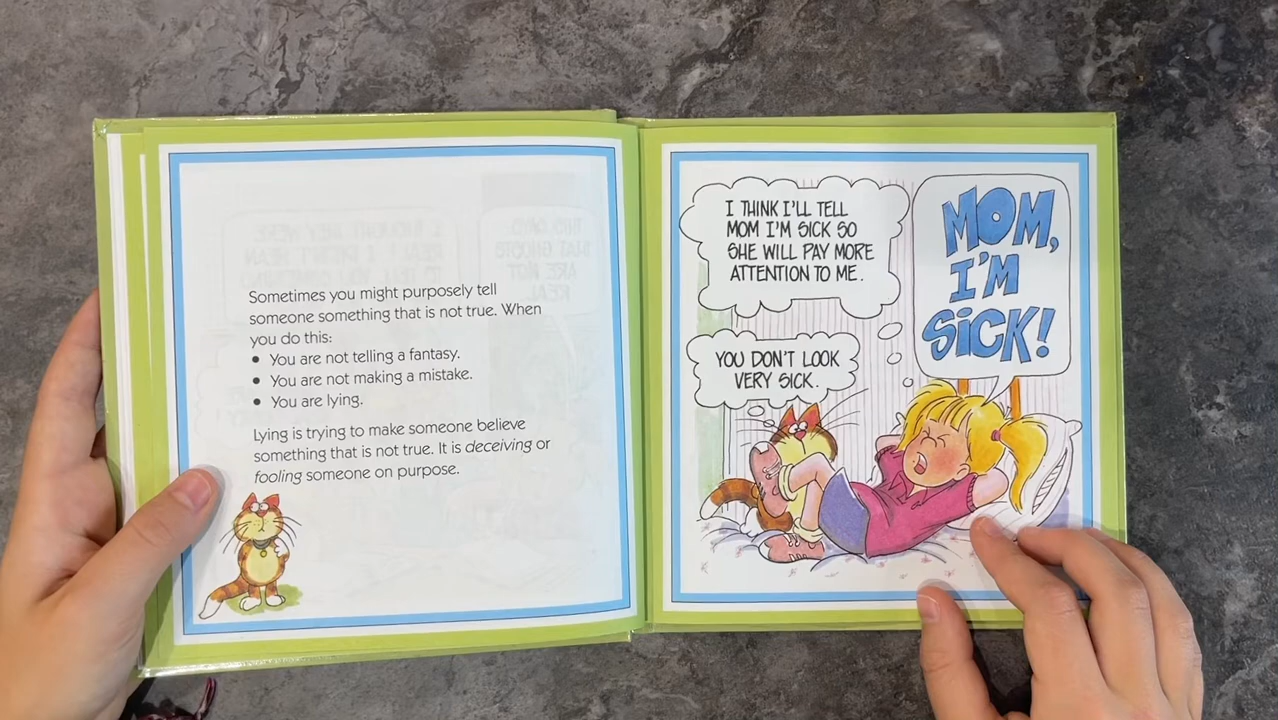 Sometimes you might purposely tell
someone something that is not true. When
you do this:
• You are not telling a fantasy.
• You are not making a mistake.
• You are lying.
Lying is trying to make someone believe
something that is not true. It is deceiving or
fooling someone on purpose.
I THINK I'LL TELL
MOM I'M SICK SO
SHE WILL PAY MORE
ATTENTION TO ME.
YOU DON'T LOOK
VERY SICK.
MOM,
I'M
SiCK!